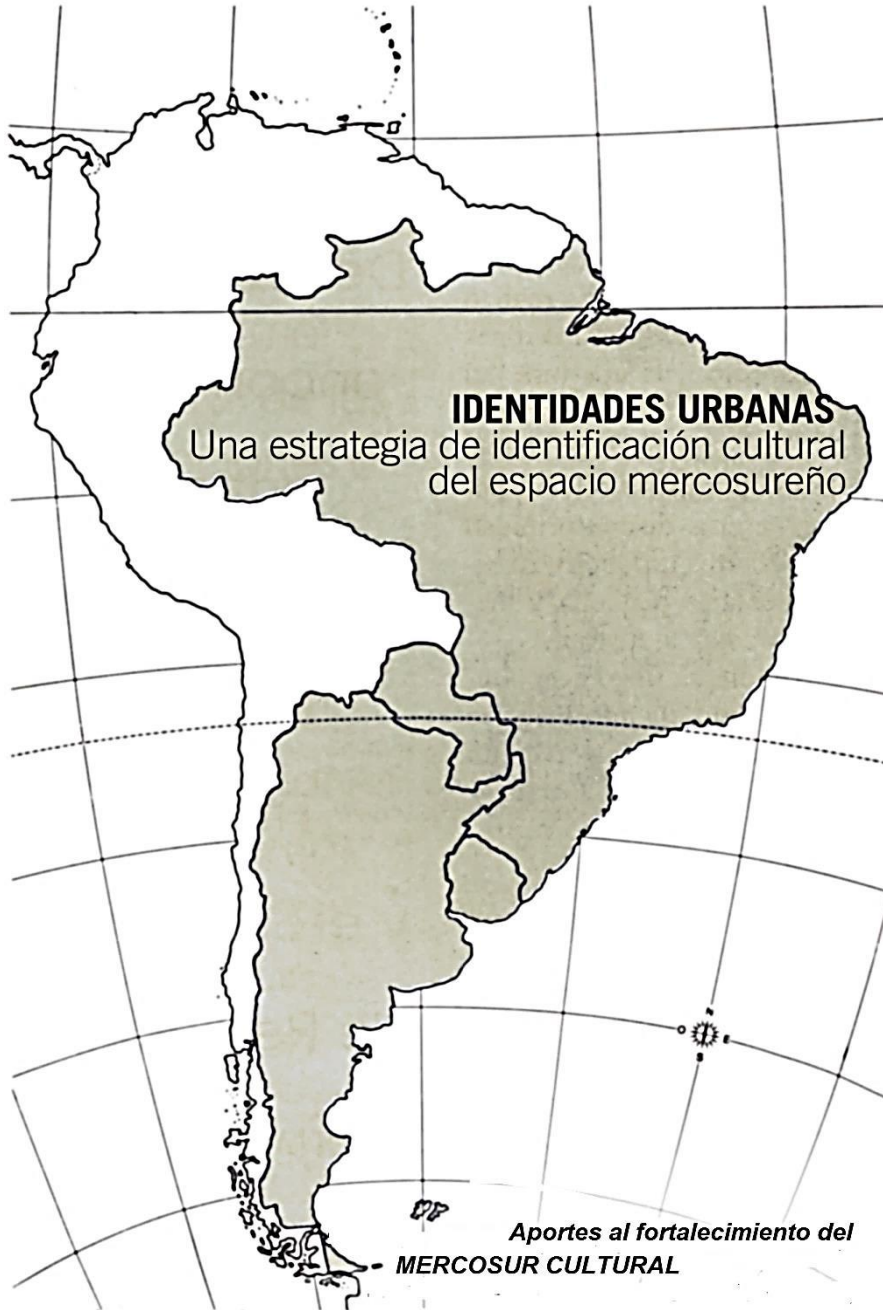 IDENTIDADES URBANAS
Una estrategia de identificación cultural
del espacio mercosureño
N
O
E
S
Aportes al fortalecimiento del
MERCOSUR CULTURAL